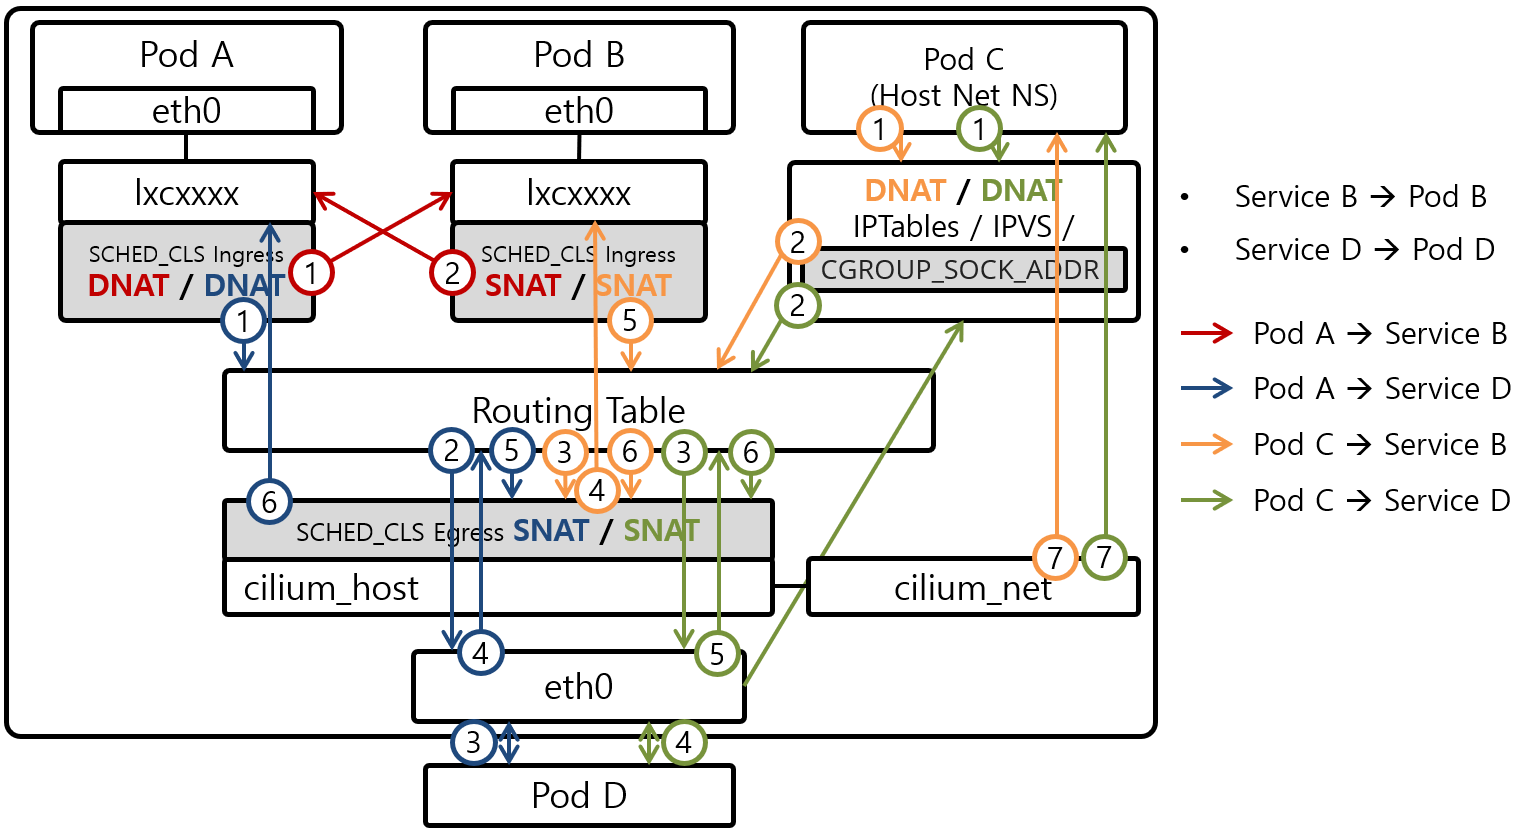 Pod A
eth0
lxcxxxx
SCHED_CLS Ingress
DNAT / DNAT
1
1
Pod B
eth0
lxcxxxx
SCHED_CLS Ingress
SNAT / SNAT
2
5
Pod C
(Host Net NS)
1
1
DNAT / DNAT
IPTables / IPVS /
CGROUP_SOCK_ADDR
2
2
Routing Table
2
5
3
6
3
6
4
6
SCHED_CLS Egress SNAT / SNAT
cilium_host
cilium_net
7
7
4
5
eth0
3
4
Pod D
• Service B → Pod B
• Service D → Pod D
Pod A → Service B
Pod A → Service D
Pod C → Service B
Pod C → Service D